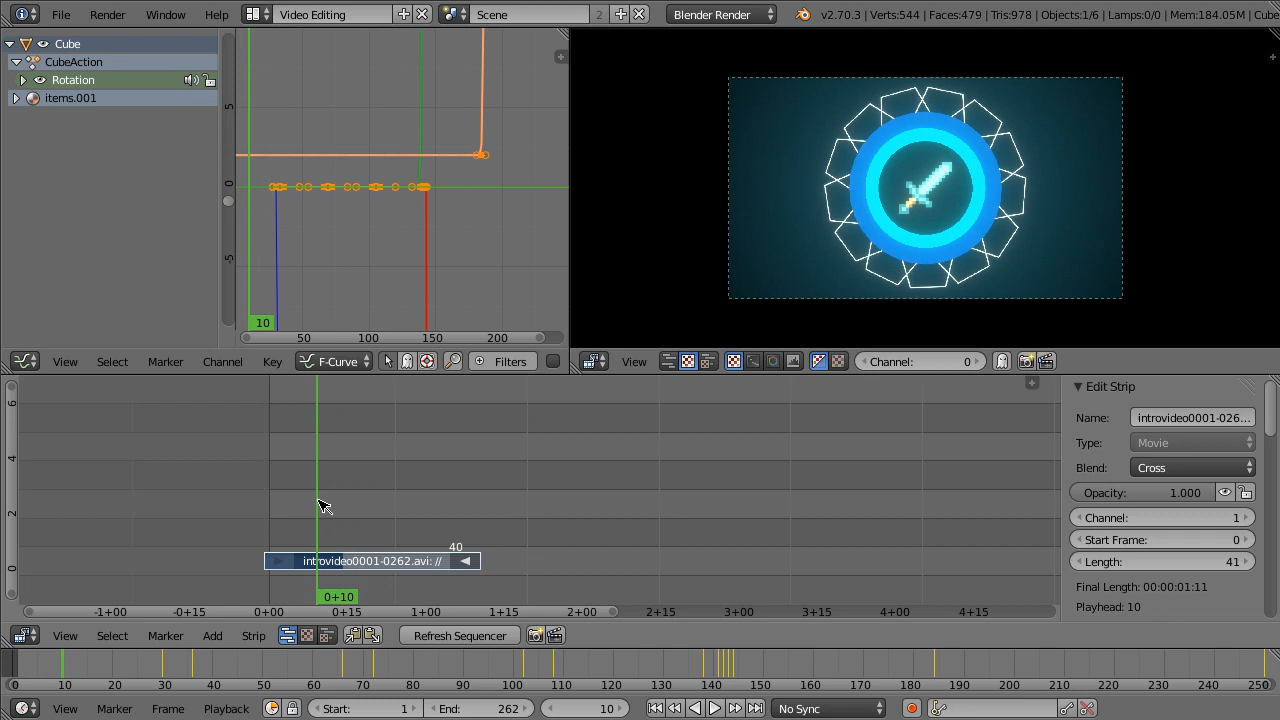 File Render Window Help Video Editing Scene 2 Blender Render v2.70.3 | Verts:544 | Faces:479 | Tris:978 | Objects:1/6 | Lamps:0/0 | Mem:184.05M | Cube
Cube
CubeAction
Rotation
items.001
5
0
-5
10
50 100 150 200
View Select Marker Channel Key F-Curve Filters
View Channel: 0
6
4
2
0
40
introvideo0001-0262.avi: //
0+10
-1+00 -0+15 0+00 0+15 1+00 1+15 2+00 2+15 3+00 3+15 4+00 4+15
Edit Strip
Name: introvideo0001-026...
Type: Movie
Blend: Cross
Opacity: 1.000
Channel: 1
Start Frame: 0
Length: 41
Final Length: 00:00:01:11
Playhead: 10
View Select Marker Add Strip Refresh Sequencer
0 10 20 30 40 50 60 70 80 90 100 110 120 130 140 150 160 170 180 190 200 210 220 230 240 250
View Marker Frame Playback Start: 1 End: 262 10 No Sync